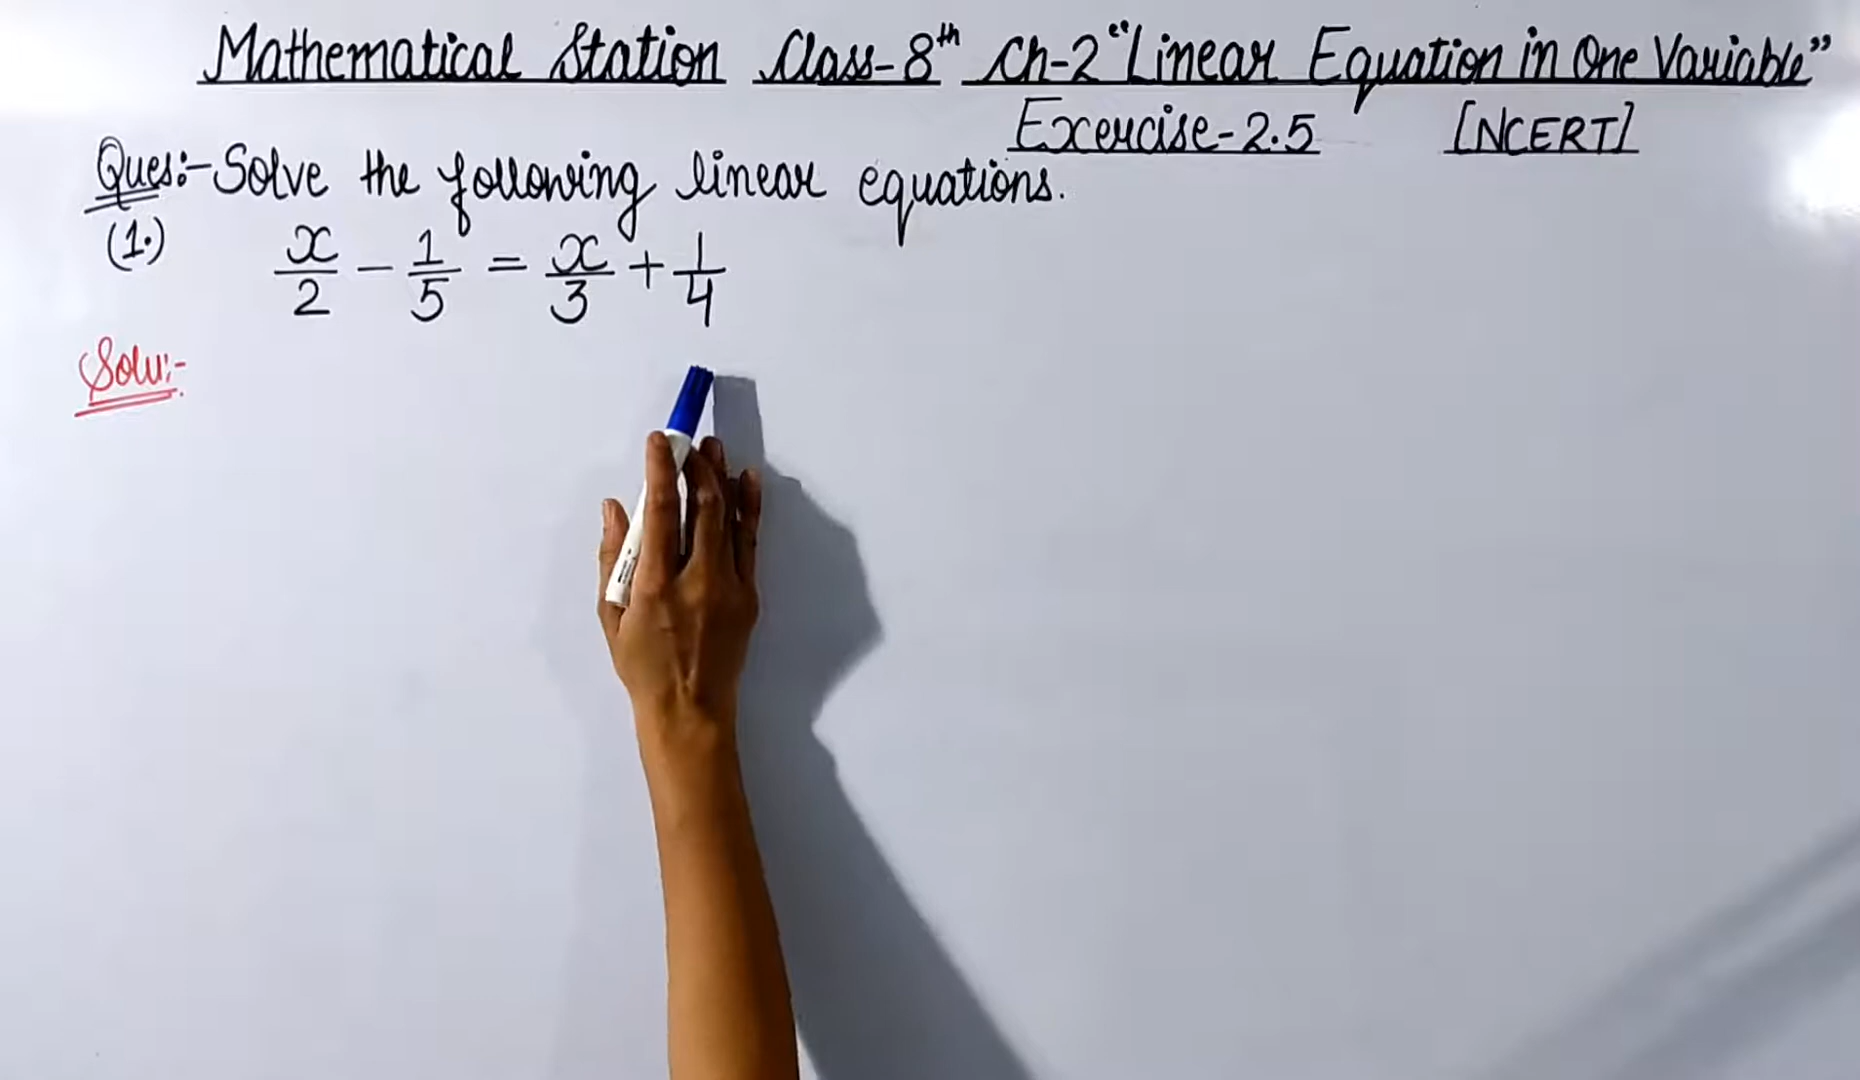 Mathematical Station Class-8th Ch-2 "Linear Equation in One Variable"
Exercise-2.5 [NCERT]
Ques:- Solve the following linear equations.
(1.) x/2 - 1/5 = x/3 + 1/4
Solu:-